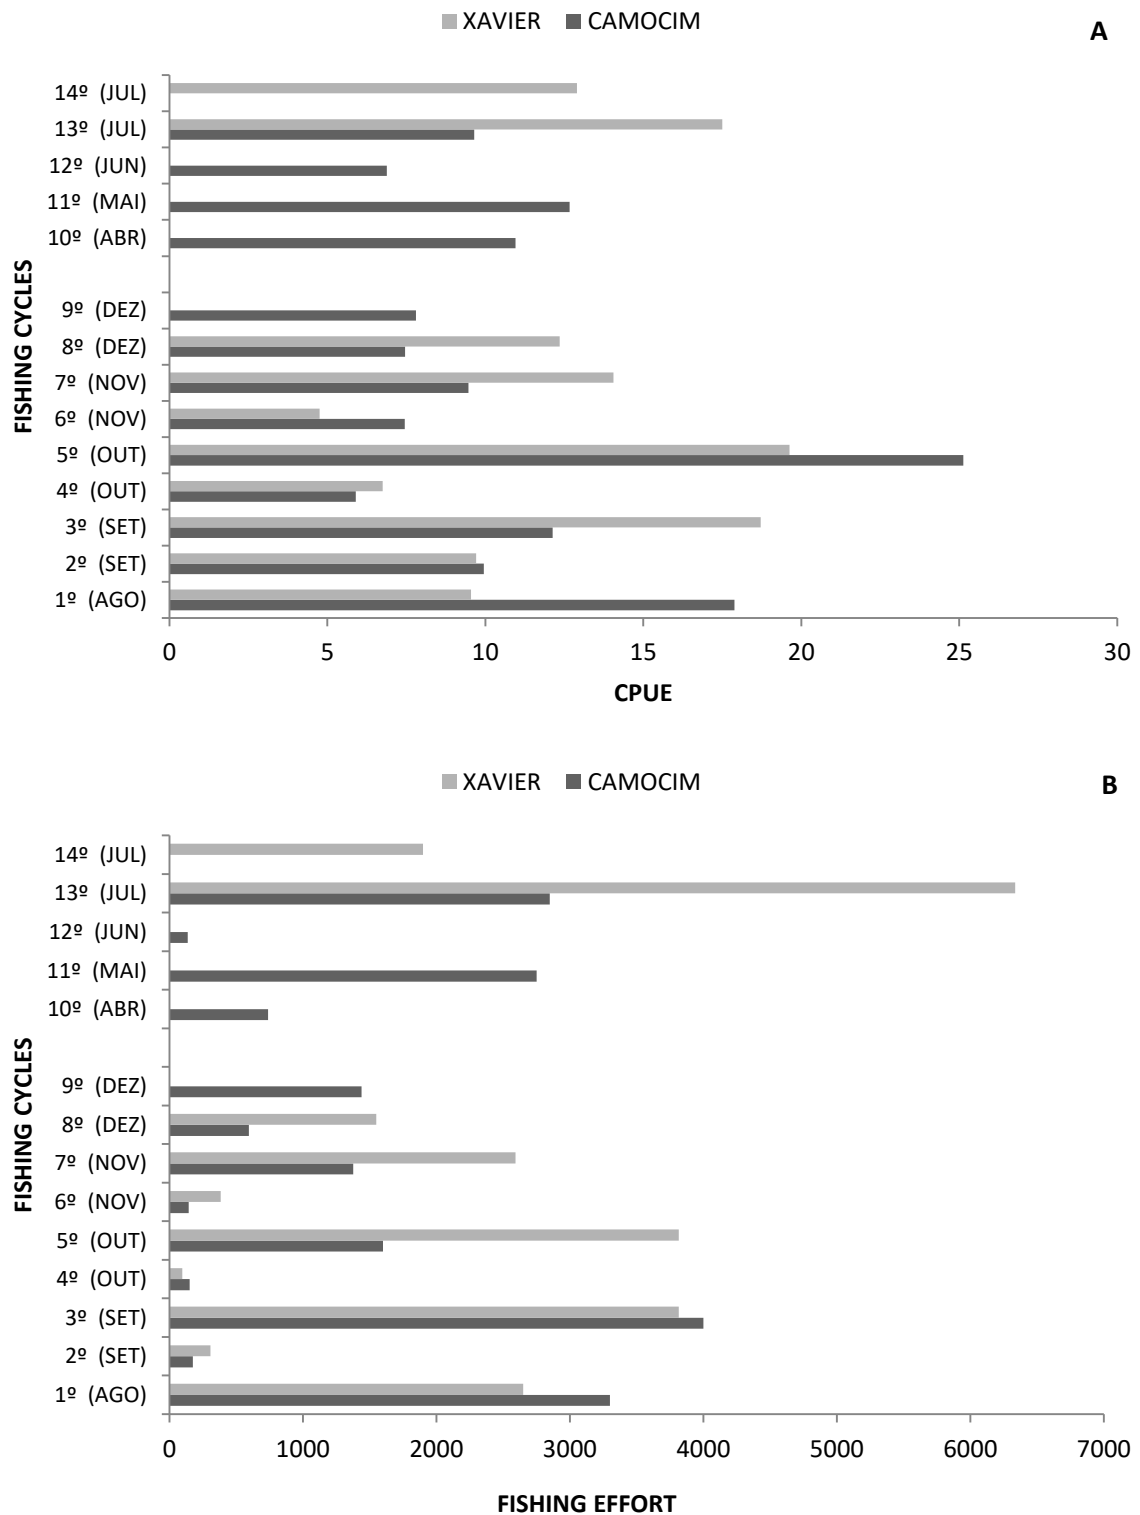 XAVIER CAMOCIM
A
14º (JUL)
13º (JUL)
12º (JUN)
11º (MAI)
10º (ABR)
9º (DEZ)
8º (DEZ)
7º (NOV)
6º (NOV)
5º (OUT)
4º (OUT)
3º (SET)
2º (SET)
1º (AGO)
FISHING CYCLES
0 5 10 15 20 25 30
CPUE
XAVIER CAMOCIM
B
14º (JUL)
13º (JUL)
12º (JUN)
11º (MAI)
10º (ABR)
9º (DEZ)
8º (DEZ)
7º (NOV)
6º (NOV)
5º (OUT)
4º (OUT)
3º (SET)
2º (SET)
1º (AGO)
FISHING CYCLES
0 1000 2000 3000 4000 5000 6000 7000
FISHING EFFORT